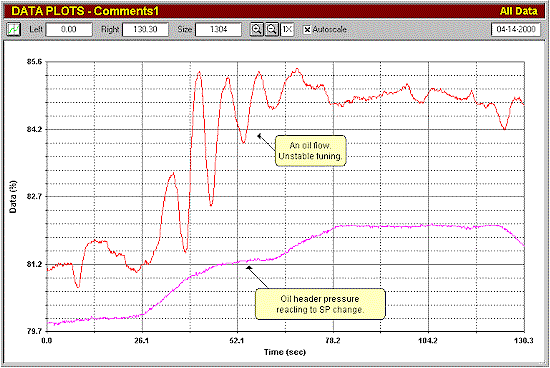 DATA PLOTS - Comments1 All Data
Left 0.00 Right 130.30 Size 1304 1X Autoscale 04-14-2000
85.6
84.2
82.7
81.2
79.7
Data (%)
An oil flow.
Unstable tuning.
Oil header pressure
reacting to SP change.
0.0 26.1 52.1 78.2 104.2 130.3
Time (sec)